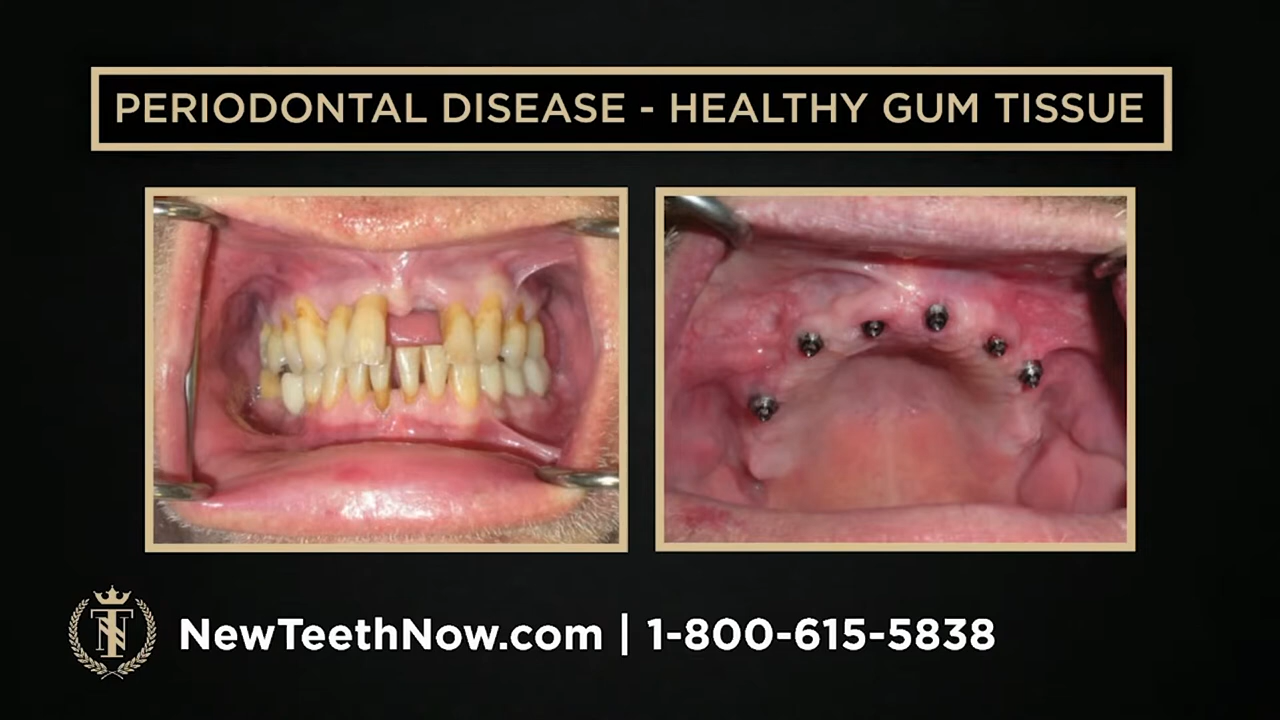 PERIODONTAL DISEASE - HEALTHY GUM TISSUE
NewTeethNow.com | 1-800-615-5838